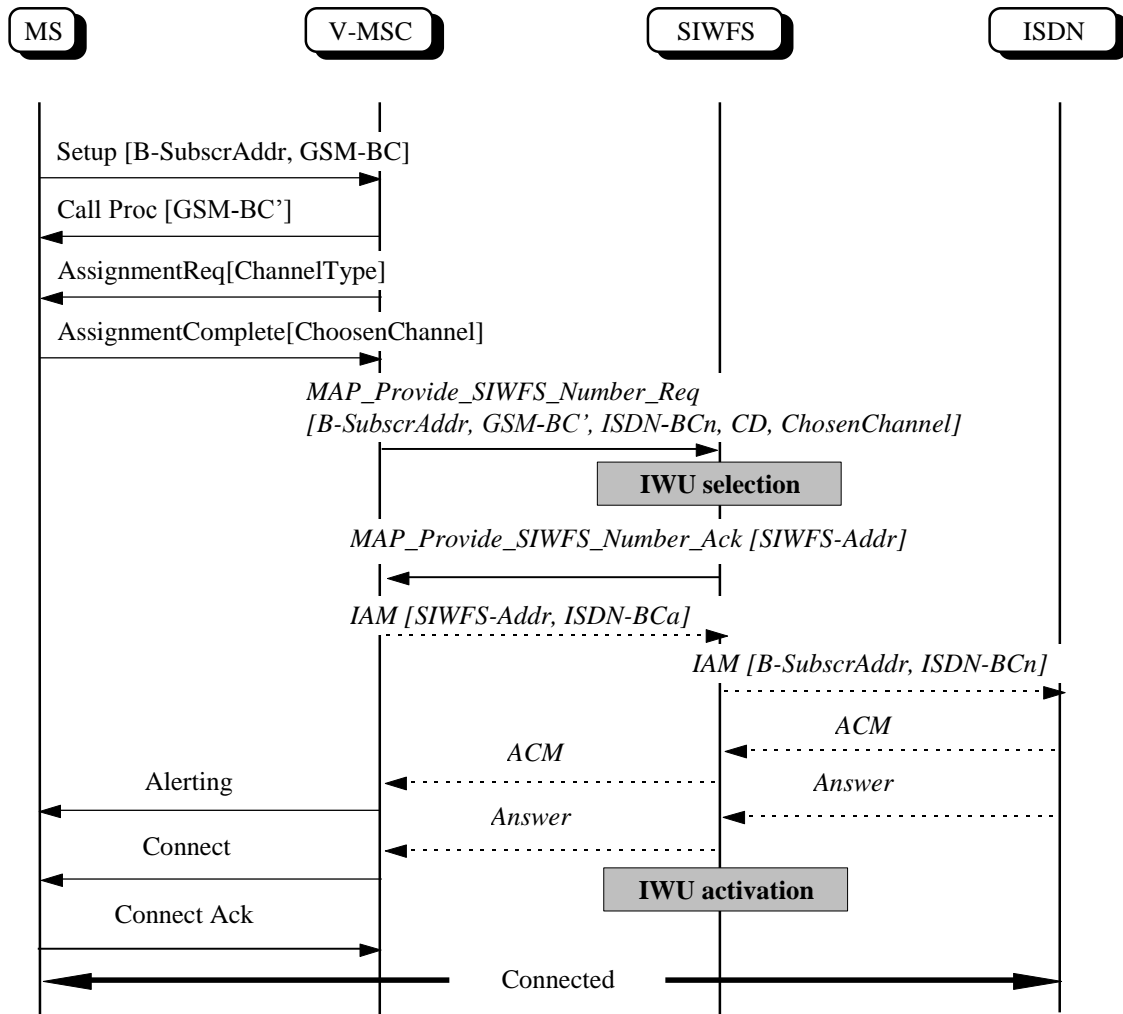 MS
V-MSC
SIWFS
ISDN
Setup [B-SubscrAddr, GSM-BC]
Call Proc [GSM-BC’]
AssignmentReq[ChannelType]
AssignmentComplete[ChoosenChannel]
MAP_Provide_SIWFS_Number_Req
[B-SubscrAddr, GSM-BC’, ISDN-BCn, CD, ChosenChannel]
IWU selection
MAP_Provide_SIWFS_Number_Ack [SIWFS-Addr]
IAM [SIWFS-Addr, ISDN-BCa]
IAM [B-SubscrAddr, ISDN-BCn]
ACM
ACM
Alerting
Answer
Answer
Connect
IWU activation
Connect Ack
Connected